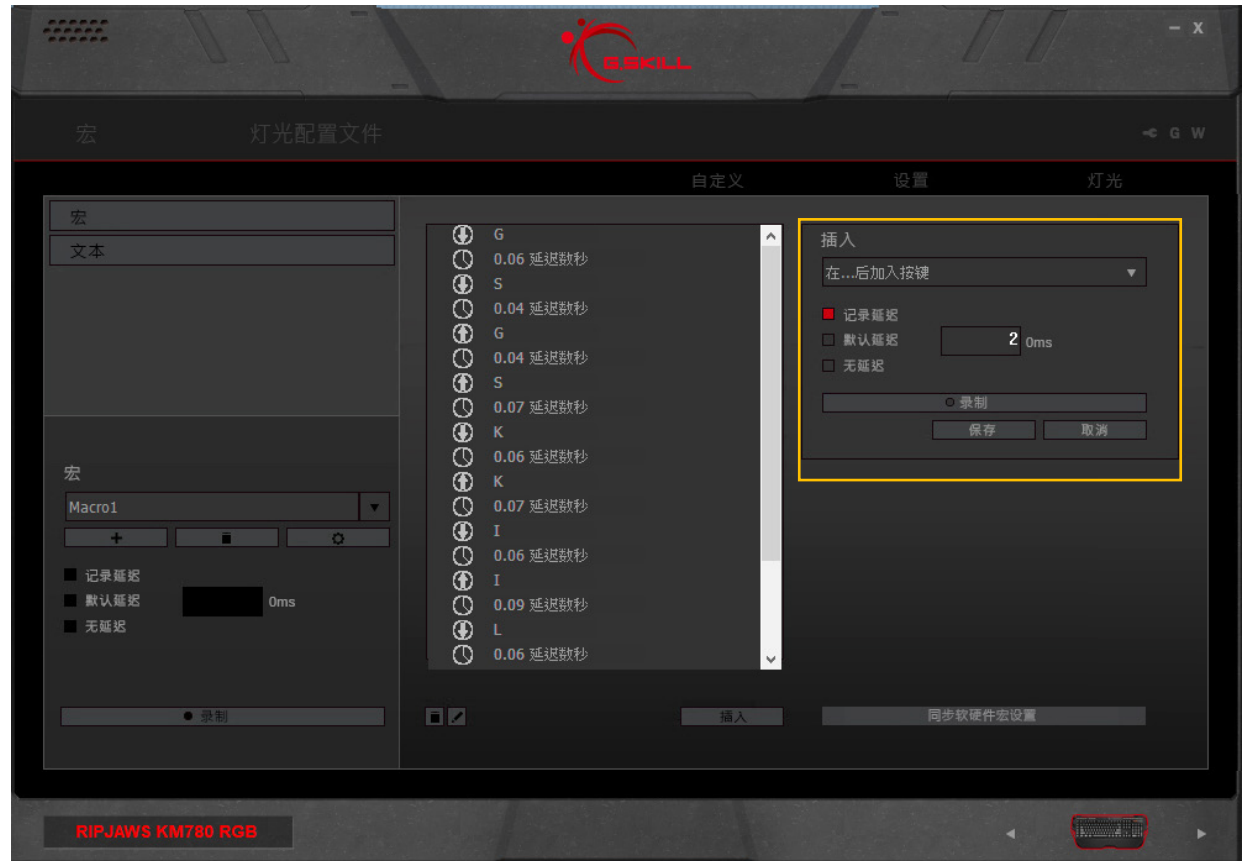 G.SKILL
- X
宏 灯光配置文件
G W
自定义 设置 灯光
宏
文本
宏
Macro1
记录延迟
默认延迟 0ms
无延迟
录制
G
0.06 延迟数秒
S
0.04 延迟数秒
G
0.04 延迟数秒
S
0.07 延迟数秒
K
0.06 延迟数秒
K
0.07 延迟数秒
I
0.06 延迟数秒
I
0.09 延迟数秒
L
0.06 延迟数秒
插入
插入
在...后加入按键
记录延迟
默认延迟 2 0ms
无延迟
录制
保存 取消
同步软硬件宏设置
RIPJAWS KM780 RGB